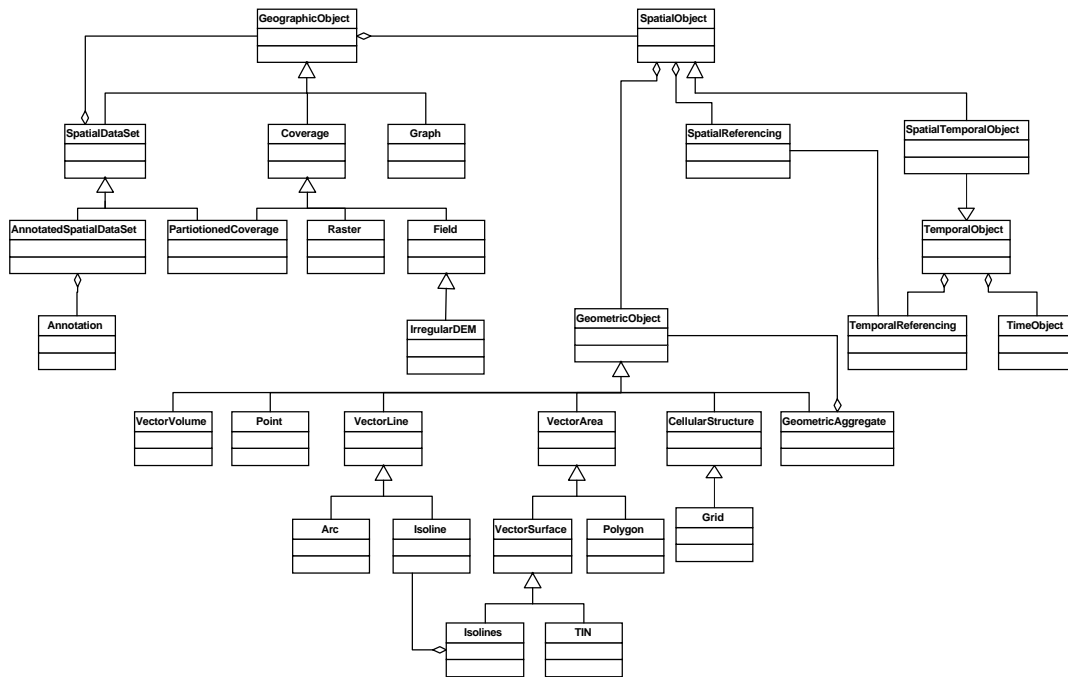 GeographicObject
SpatialObject
SpatialDataSet
Coverage
Graph
SpatialReferencing
SpatialTemporalObject
AnnotatedSpatialDataSet
PartiotionedCoverage
Raster
Field
TemporalObject
Annotation
IrregularDEM
GeometricObject
TemporalReferencing
TimeObject
VectorVolume
Point
VectorLine
VectorArea
CellularStructure
GeometricAggregate
Arc
Isoline
VectorSurface
Polygon
Grid
Isolines
TIN